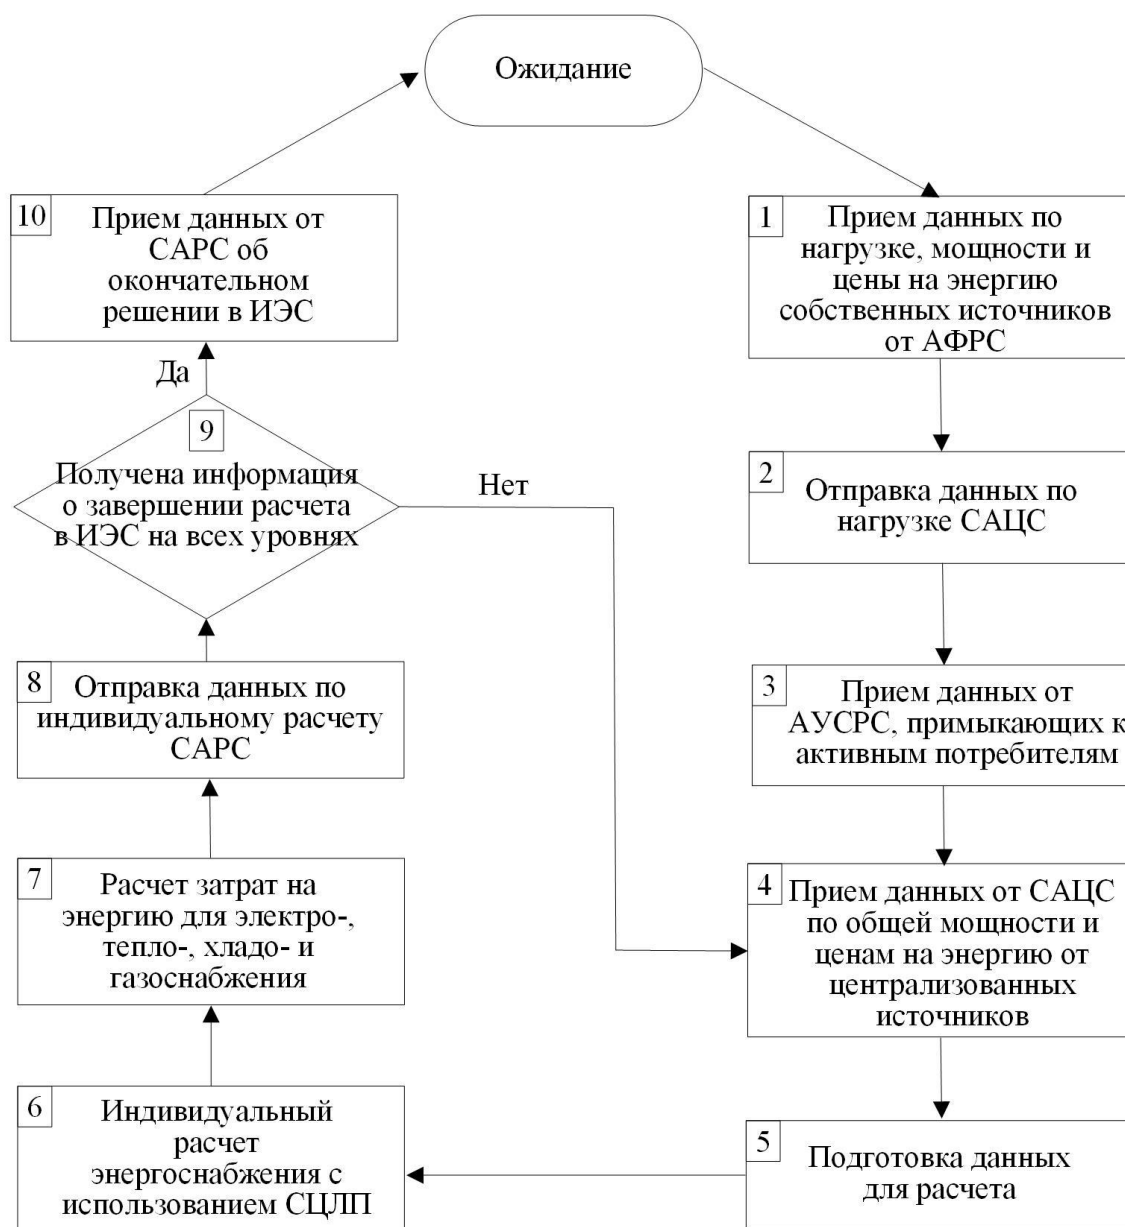 Ожидание
1
Прием данных по
нагрузке, мощности и
цены на энергию
собственных источников
от АФРС
2
Отправка данных по
нагрузке САЦС
3
Прием данных от
АУСРС, примыкающих к
активным потребителям
4
Прием данных от САЦС
по общей мощности и
ценам на энергию от
централизованных
источников
5
Подготовка данных
для расчета
6
Индивидуальный
расчет
энергоснабжения с
использованием СЦЛП
7
Расчет затрат на
энергию для электро-,
тепло-, хладо- и
газоснабжения
8
Отправка данных по
индивидуальному расчету
САРС
9
Получена информация
о завершении расчета
в ИЭС на всех уровнях
Нет
Да
10
Прием данных от
САРС об
окончательном
решении в ИЭС